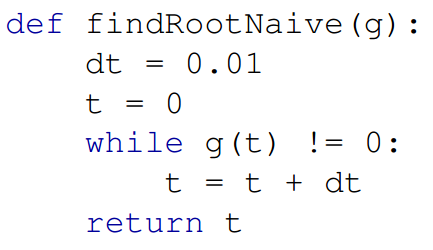 def findRootNaive(g):
    dt = 0.01
    t = 0
    while g(t) != 0:
        t = t + dt
    return t